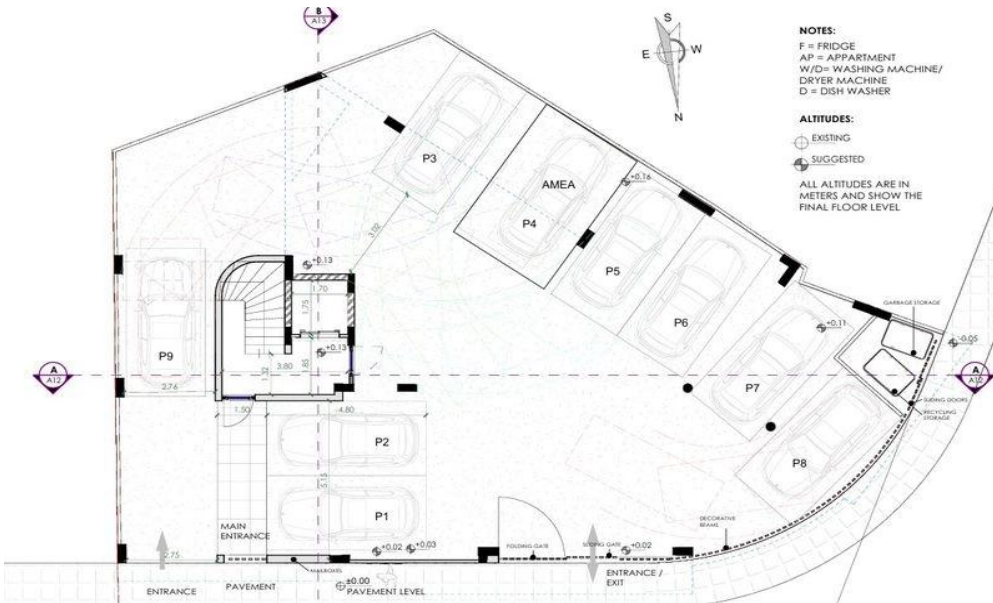 B
A13
S
E
W
N
NOTES:
F = FRIDGE
AP = APPARTMENT
W/D= WASHING MACHINE/
DRYER MACHINE
D = DISH WASHER
ALTITUDES:
EXISTING
SUGGESTED
ALL ALTITUDES ARE IN
METERS AND SHOW THE
FINAL FLOOR LEVEL
P3
AMEA
P4
+0.16
3.02
P5
+0.13
1.70
1.75
P6
GARBAGE STORAGE
+0.11
-0.05
P9
+0.13
3.80
1.85
1.32
A
A12
2.76
P7
A
SLIDING DOORS
RECYCLING
STORAGE
1.50
4.80
P2
P8
5.15
P1
MAIN
ENTRANCE
DECORATIVE
BEAMS
+0.02
+0.03
FOLDING GATE
SLIDING GATE
+0.02
2.75
MAILBOXES
ENTRANCE /
EXIT
ENTRANCE
PAVEMENT
±0.00
PAVEMENT LEVEL